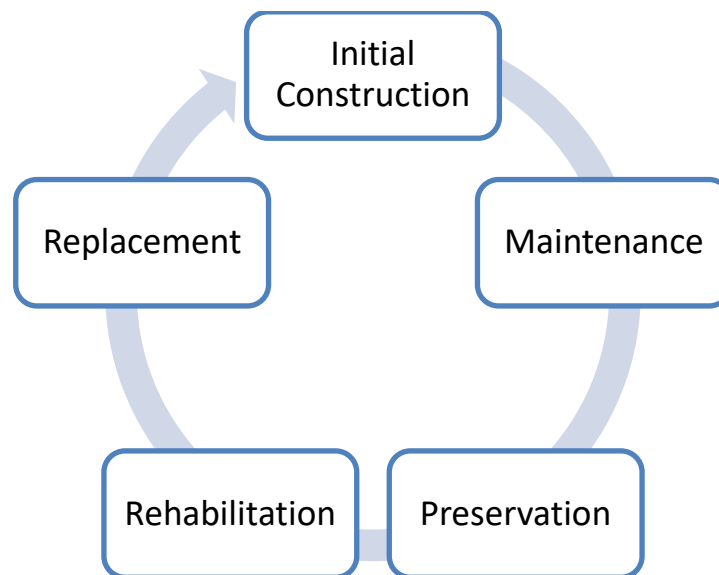 Initial
Construction
Maintenance
Preservation
Rehabilitation
Replacement